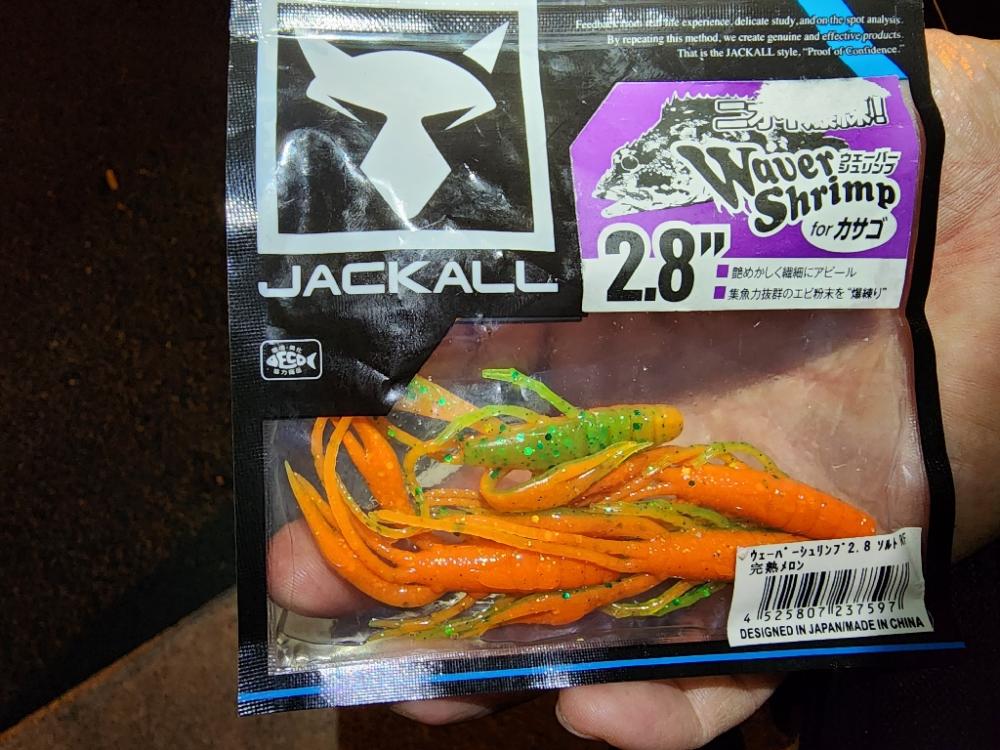 Feedback from real life experience, delicate study, and on the spot analysis.
By repeating this method, we create genuine and effective products.
That is the JACKALL style, "Proof of Confidence."
Waver
Shrimp
ウェーバー
シュリンプ
for カサゴ
2.8"
艶めかしく繊細にアピール
集魚力抜群のエビ粉末を"爆練り"
JACKALL
ECO
ウェーバーシュリンプ2.8 ソルト RF
完熟メロン
4 525807 237597
DESIGNED IN JAPAN/MADE IN CHINA